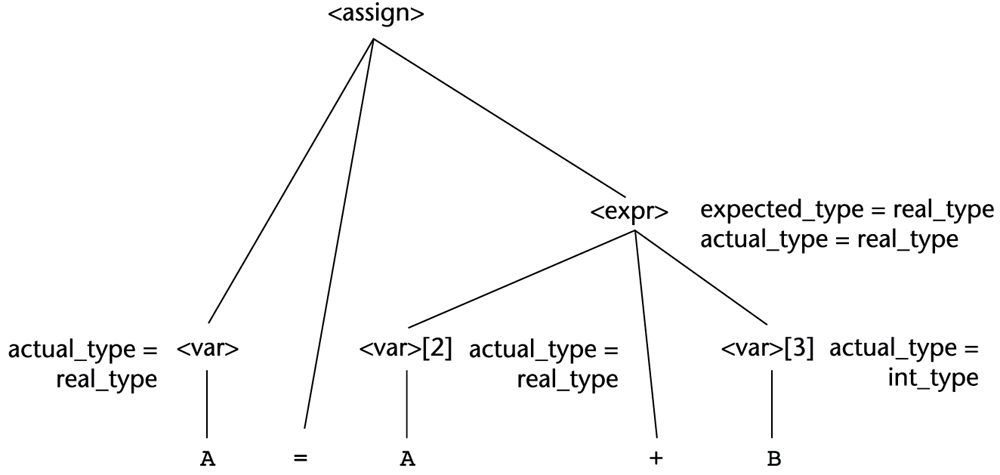 <assign>
<expr> expected_type = real_type
actual_type = real_type
actual_type = <var> <var>[2] actual_type = <var>[3] actual_type =
real_type real_type int_type
A = A + B